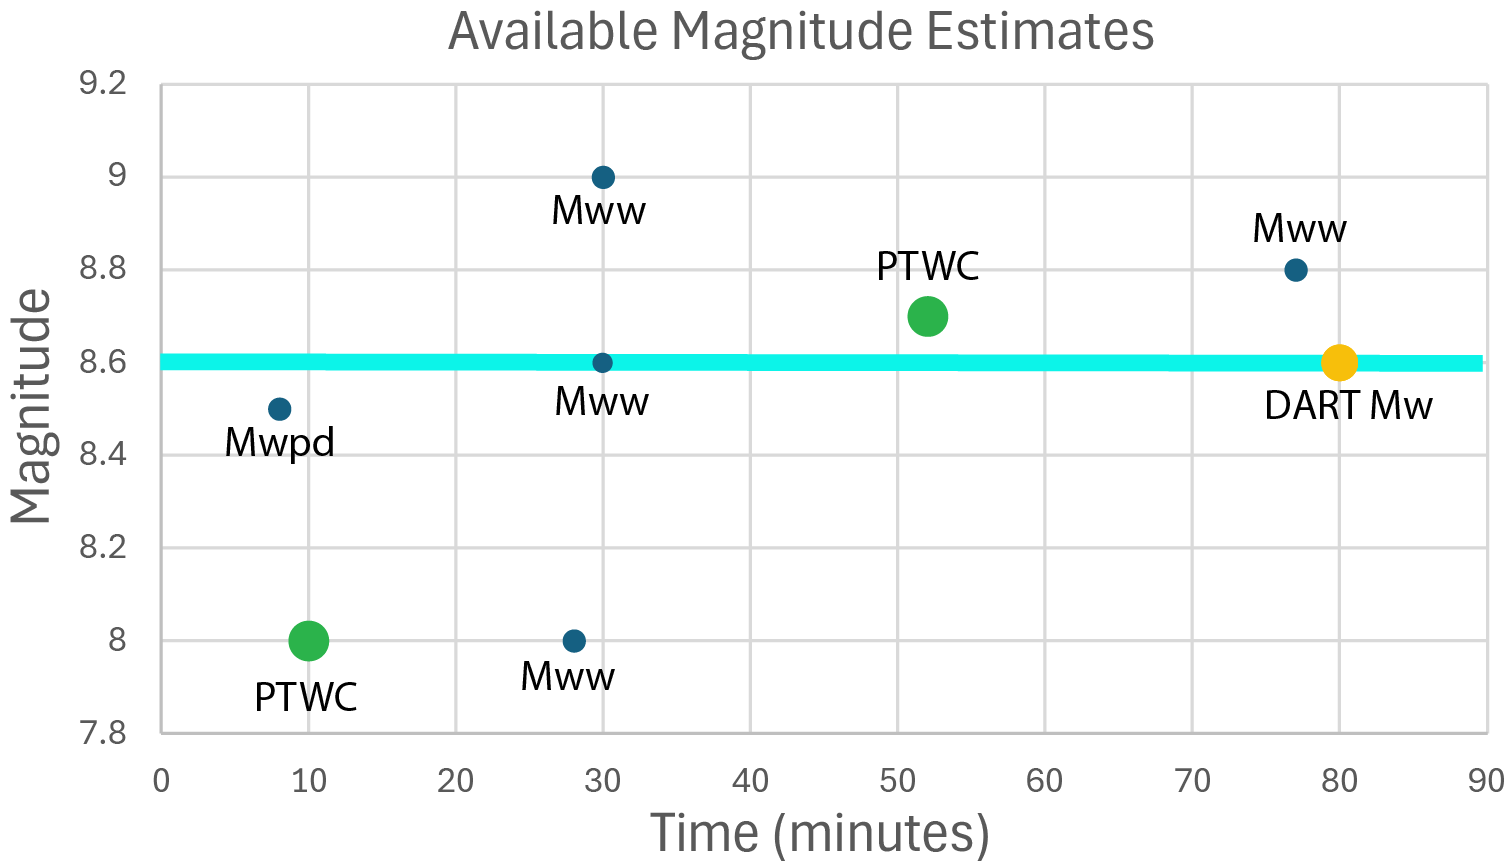 Available Magnitude Estimates
9.2
9
8.8
8.6
8.4
8.2
8
7.8
Magnitude
Mww
Mww
PTWC
Mww
DART Mw
Mwpd
Mww
PTWC
0 10 20 30 40 50 60 70 80 90
Time (minutes)